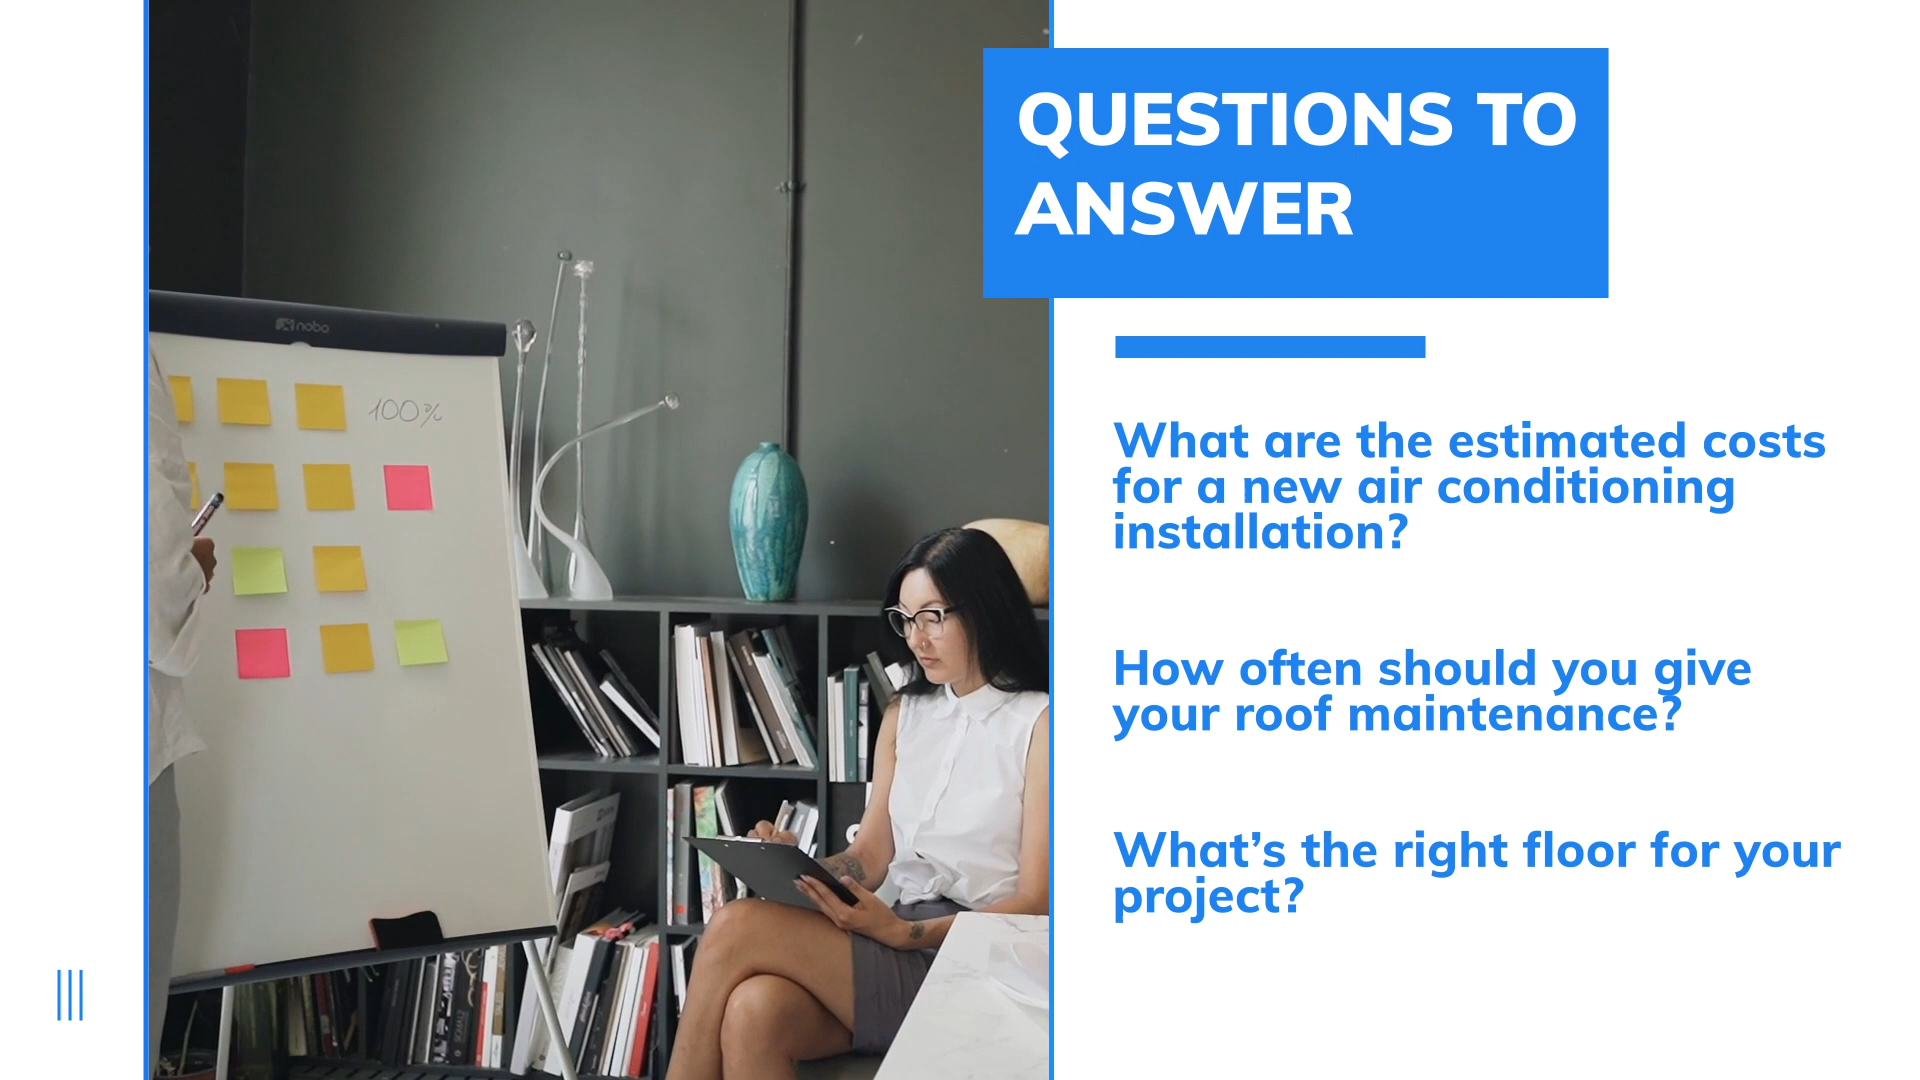 QUESTIONS TO
ANSWER
nobo
100%
What are the estimated costs
for a new air conditioning
installation?
How often should you give
your roof maintenance?
What’s the right floor for your
project?